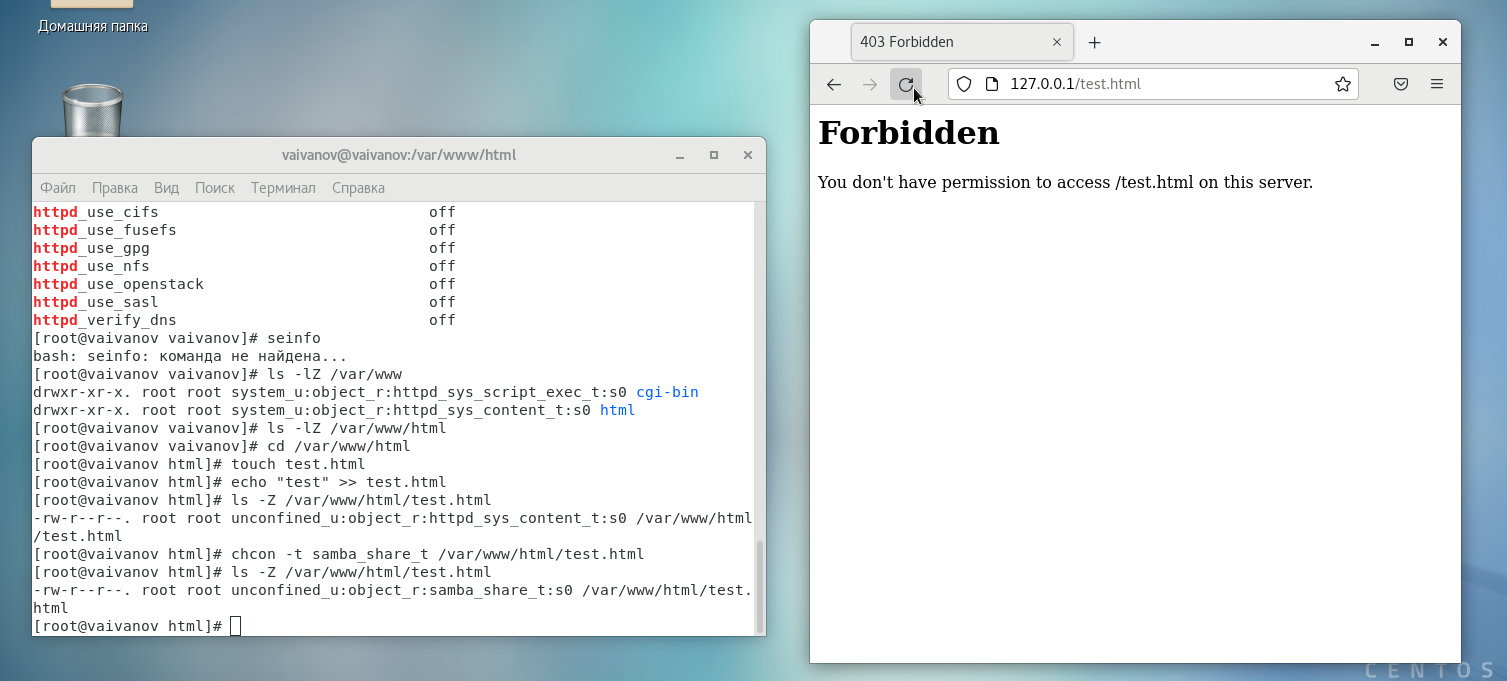 Домашняя папка
vaivanov@vaivanov:/var/www/html
Файл Правка Вид Поиск Терминал Справка
httpd_use_cifs off
httpd_use_fusefs off
httpd_use_gpg off
httpd_use_nfs off
httpd_use_openstack off
httpd_use_sasl off
httpd_verify_dns off
[root@vaivanov vaivanov]# seinfo
bash: seinfo: команда не найдена...
[root@vaivanov vaivanov]# ls -lZ /var/www
drwxr-xr-x. root root system_u:object_r:httpd_sys_script_exec_t:s0 cgi-bin
drwxr-xr-x. root root system_u:object_r:httpd_sys_content_t:s0 html
[root@vaivanov vaivanov]# ls -lZ /var/www/html
[root@vaivanov vaivanov]# cd /var/www/html
[root@vaivanov html]# touch test.html
[root@vaivanov html]# echo "test" >> test.html
[root@vaivanov html]# ls -Z /var/www/html/test.html
-rw-r--r--. root root unconfined_u:object_r:httpd_sys_content_t:s0 /var/www/html
/test.html
[root@vaivanov html]# chcon -t samba_share_t /var/www/html/test.html
[root@vaivanov html]# ls -Z /var/www/html/test.html
-rw-r--r--. root root unconfined_u:object_r:samba_share_t:s0 /var/www/html/test.
html
[root@vaivanov html]#
403 Forbidden
127.0.0.1/test.html
Forbidden
You don't have permission to access /test.html on this server.
CENTOS